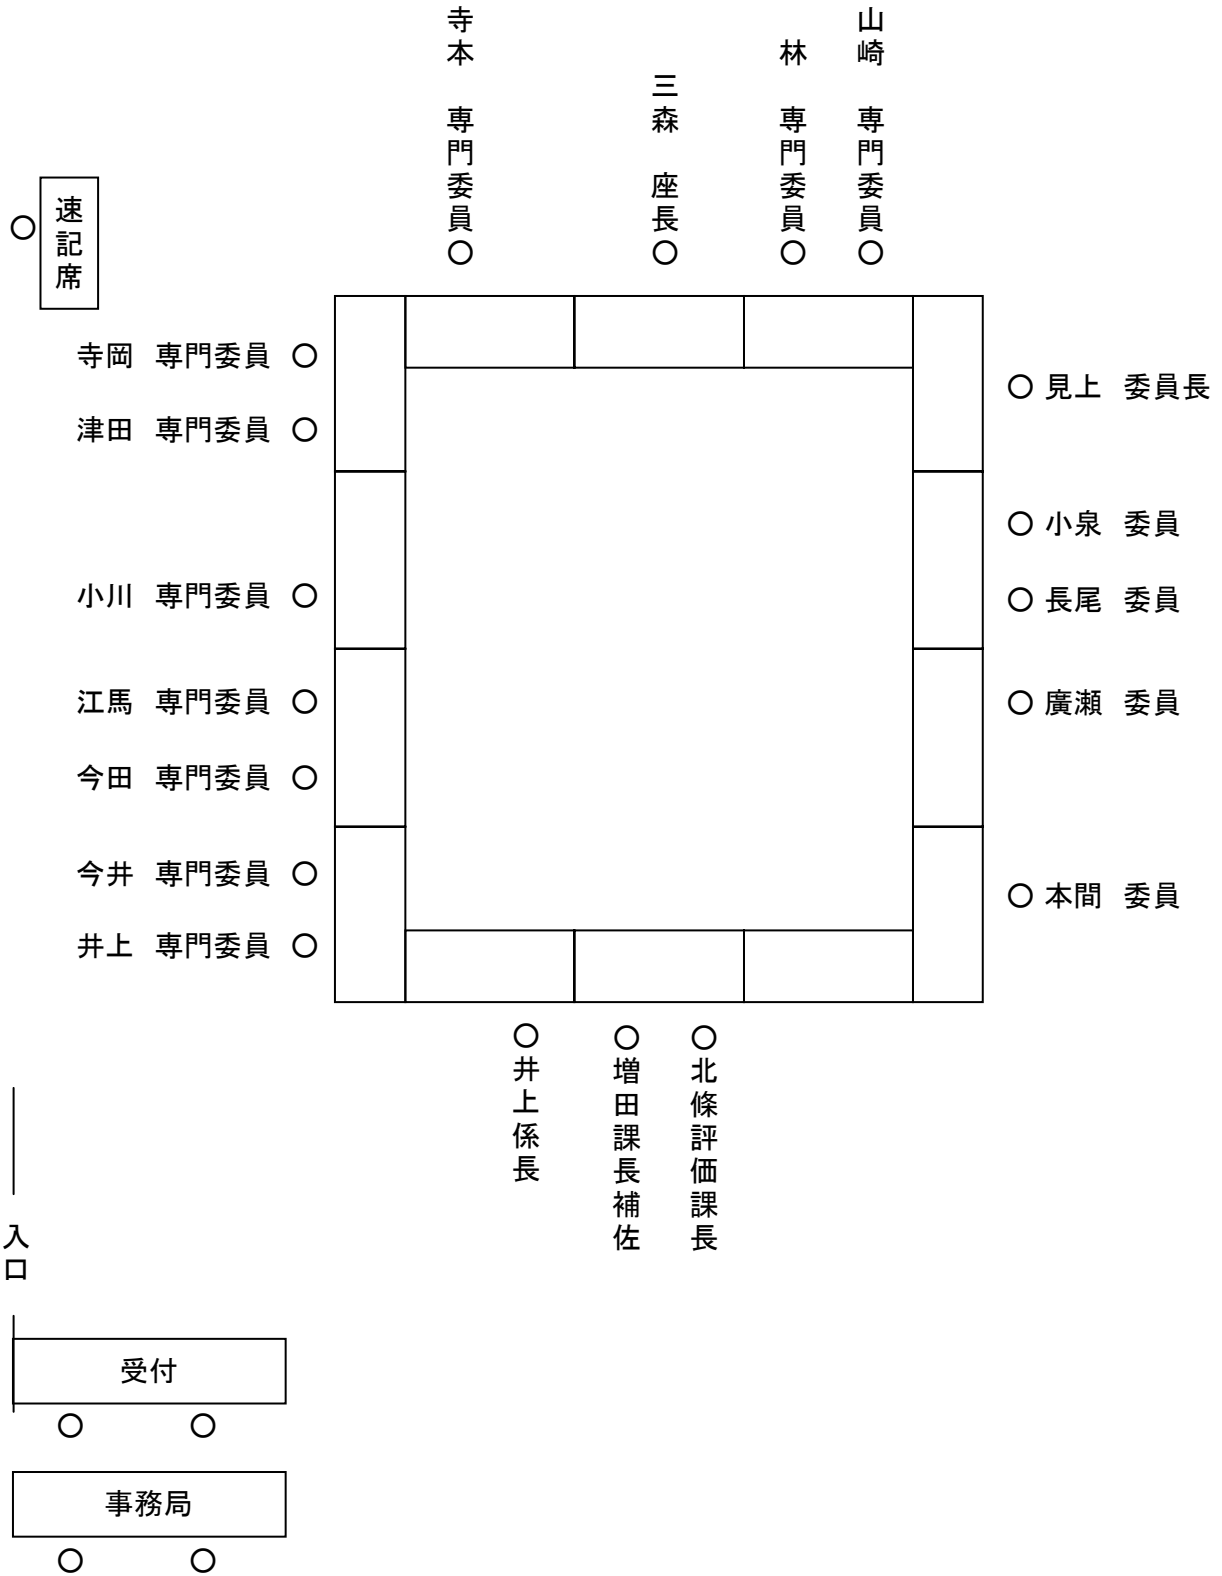 寺本　専門委員○
三森　座長○
林　専門委員○
山崎　専門委員○
○ 速記席
寺岡　専門委員　○
津田　専門委員　○
小川　専門委員　○
江馬　専門委員　○
今田　専門委員　○
今井　専門委員　○
井上　専門委員　○
○ 見上　委員長
○ 小泉　委員
○ 長尾　委員
○ 廣瀬　委員
○ 本間　委員
○井上係長
○増田課長補佐
○北條評価課長
入口
受付
○　○
事務局
○　○